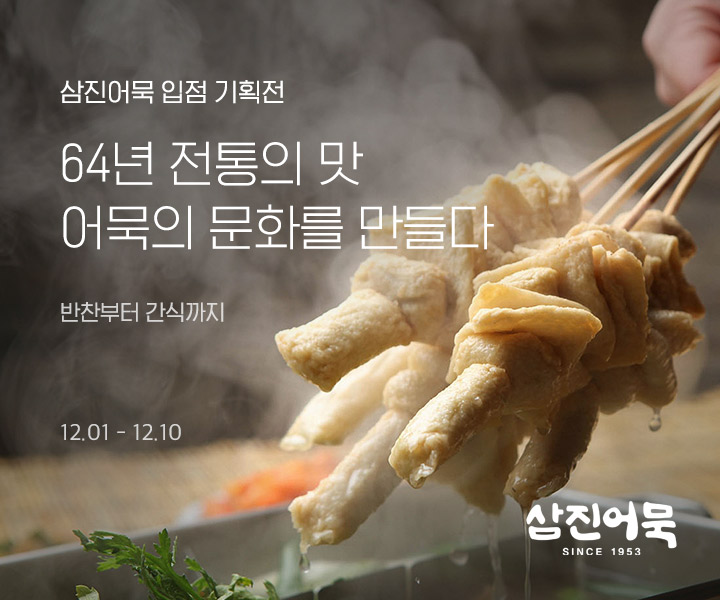 삼진어묵 입점 기획전
64년 전통의 맛
어묵의 문화를 만들다
반찬부터 간식까지
12.01 - 12.10
삼진어묵
SINCE 1953